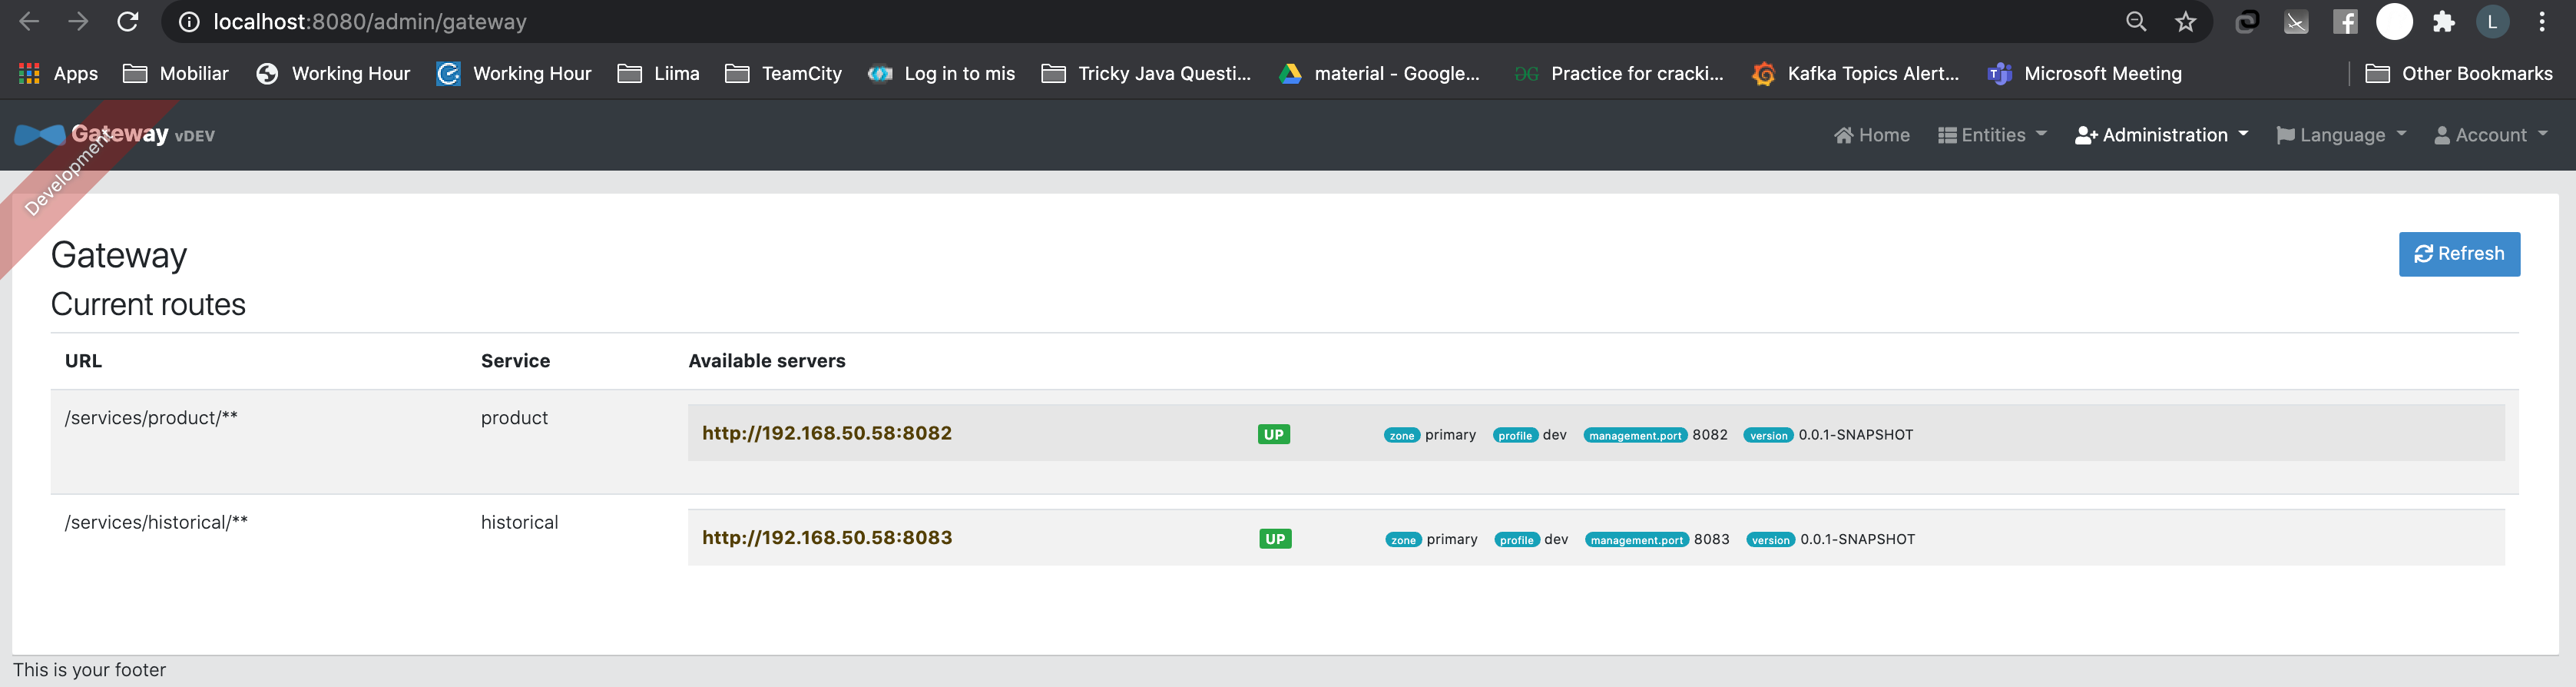 localhost:8080/admin/gateway
L
Apps Mobiliar Working Hour Working Hour Liima TeamCity Log in to mis Tricky Java Questi... material - Google... Practice for cracki... Kafka Topics Alert... Microsoft Meeting Other Bookmarks
Gateway vDEV Home Entities Administration Language Account
Development
Gateway
Refresh
Current routes
URL Service Available servers
/services/product/** product http://192.168.50.58:8082 UP zone primary profile dev management.port 8082 version 0.0.1-SNAPSHOT
/services/historical/** historical http://192.168.50.58:8083 UP zone primary profile dev management.port 8083 version 0.0.1-SNAPSHOT
This is your footer